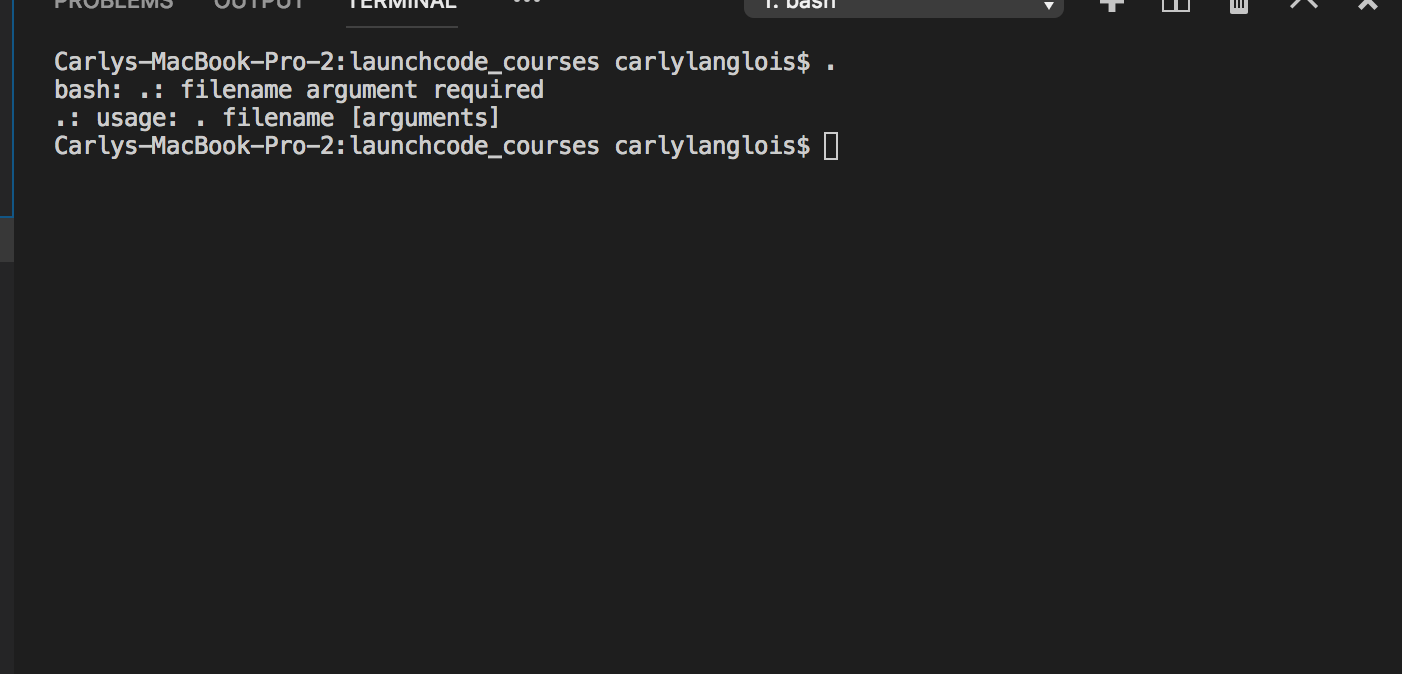 PROBLEMS OUTPUT TERMINAL ••• 1: bash
Carlys-MacBook-Pro-2:launchcode_courses carlylanglois$ .
bash: .: filename argument required
.: usage: . filename [arguments]
Carlys-MacBook-Pro-2:launchcode_courses carlylanglois$